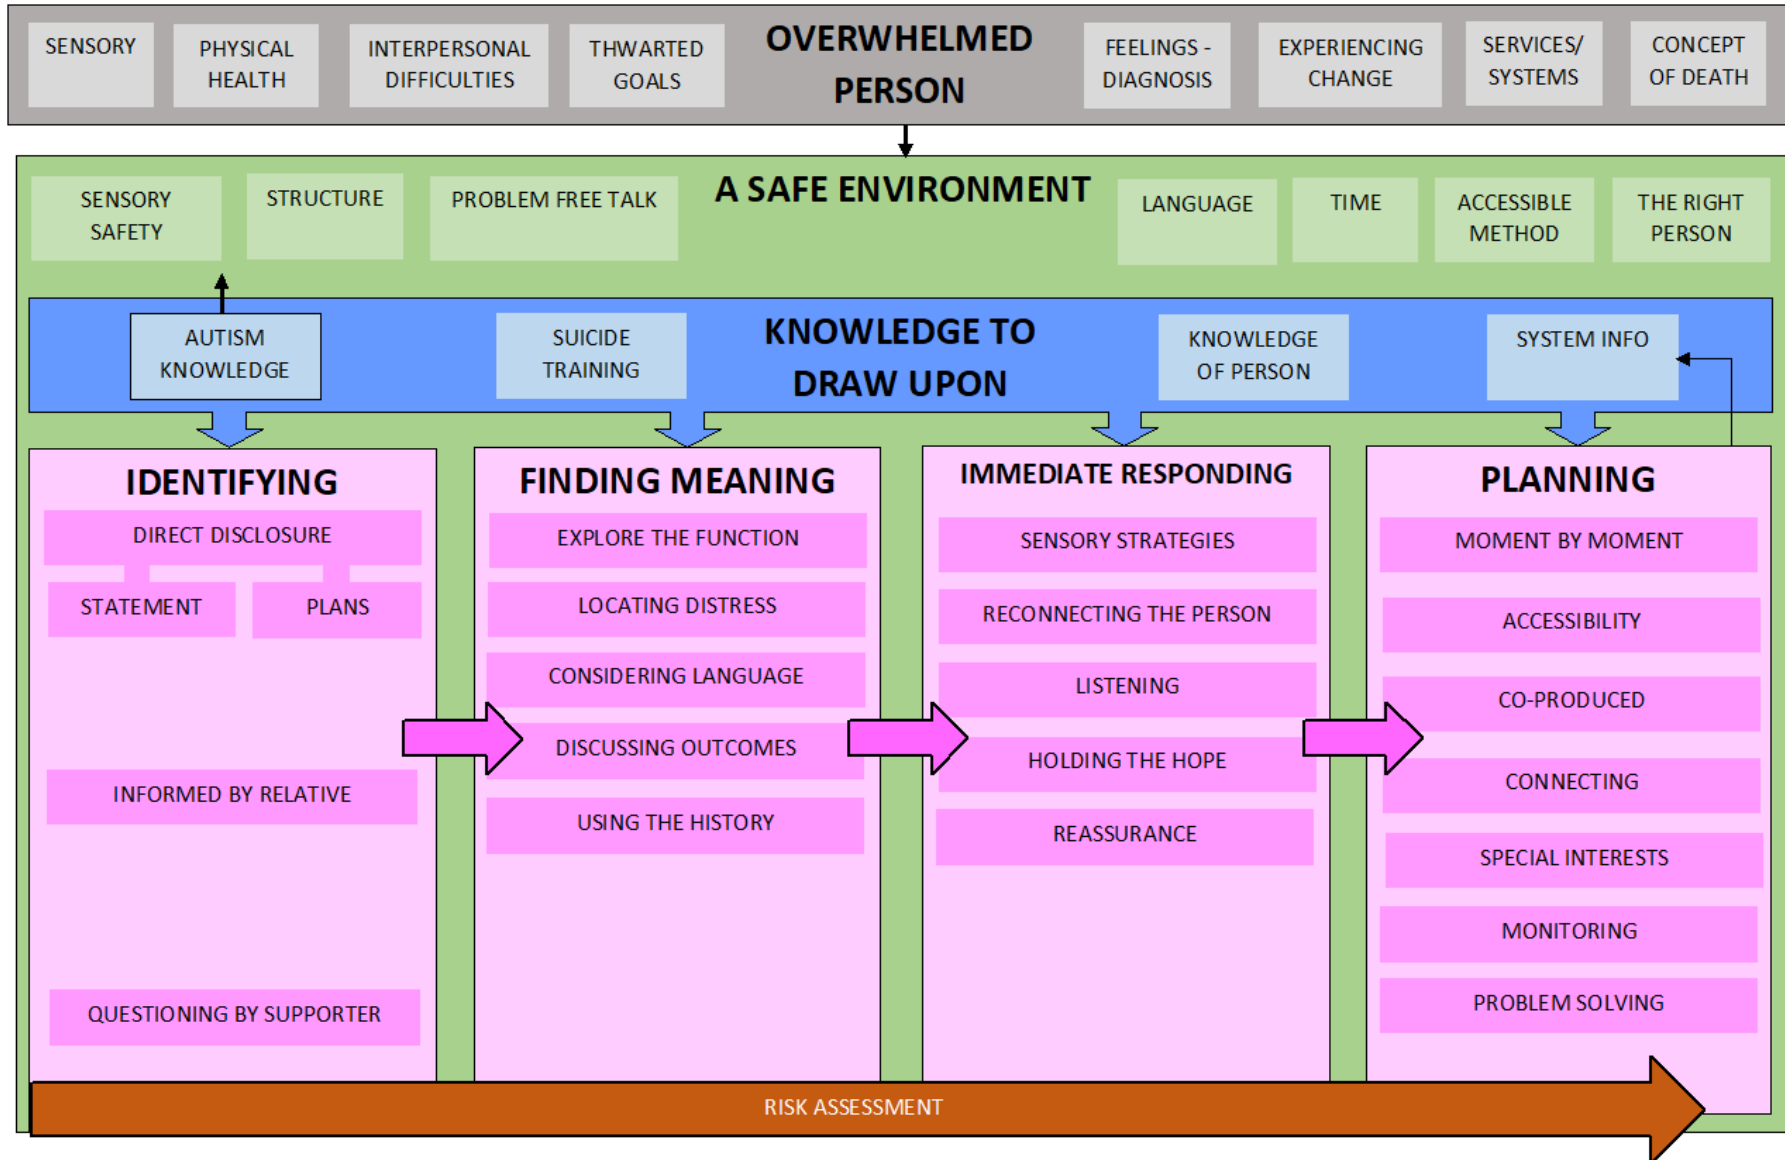 OVERWHELMED
PERSON
SENSORY
PHYSICAL
HEALTH
INTERPERSONAL
DIFFICULTIES
THWARTED
GOALS
FEELINGS -
DIAGNOSIS
EXPERIENCING
CHANGE
SERVICES/
SYSTEMS
CONCEPT
OF DEATH
A SAFE ENVIRONMENT
SENSORY
SAFETY
STRUCTURE
PROBLEM FREE TALK
LANGUAGE
TIME
ACCESSIBLE
METHOD
THE RIGHT
PERSON
KNOWLEDGE TO
DRAW UPON
AUTISM
KNOWLEDGE
SUICIDE
TRAINING
KNOWLEDGE
OF PERSON
SYSTEM INFO
IDENTIFYING
DIRECT DISCLOSURE
STATEMENT
PLANS
INFORMED BY RELATIVE
QUESTIONING BY SUPPORTER
FINDING MEANING
EXPLORE THE FUNCTION
LOCATING DISTRESS
CONSIDERING LANGUAGE
DISCUSSING OUTCOMES
USING THE HISTORY
IMMEDIATE RESPONDING
SENSORY STRATEGIES
RECONNECTING THE PERSON
LISTENING
HOLDING THE HOPE
REASSURANCE
PLANNING
MOMENT BY MOMENT
ACCESSIBILITY
CO-PRODUCED
CONNECTING
SPECIAL INTERESTS
MONITORING
PROBLEM SOLVING
RISK ASSESSMENT